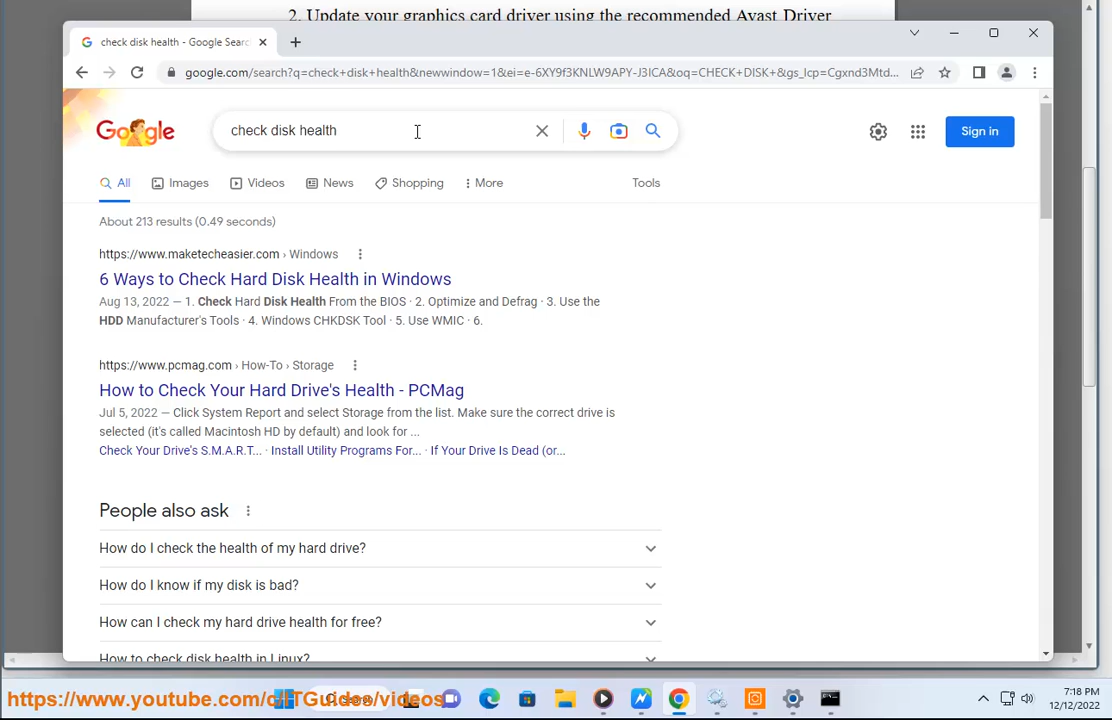 2. Update your graphics card driver using the recommended Avast Driver
check disk health - Google Searc
google.com/search?q=check+disk+health&newwindow=1&ei=e-6XY9f3KNLW9APY-J3ICA&oq=CHECK+DISK+&gs_lcp=Cgxnd3Mtd...
Google
check disk health
Sign in
All Images Videos News Shopping More Tools
About 213 results (0.49 seconds)
https://www.maketecheasier.com › Windows
6 Ways to Check Hard Disk Health in Windows
Aug 13, 2022 — 1. Check Hard Disk Health From the BIOS · 2. Optimize and Defrag · 3. Use the
HDD Manufacturer's Tools · 4. Windows CHKDSK Tool · 5. Use WMIC · 6.
https://www.pcmag.com › How-To › Storage
How to Check Your Hard Drive's Health - PCMag
Jul 5, 2022 — Click System Report and select Storage from the list. Make sure the correct drive is
selected (it's called Macintosh HD by default) and look for ...
Check Your Drive's S.M.A.R.T... · Install Utility Programs For... · If Your Drive Is Dead (or...
People also ask
How do I check the health of my hard drive?
How do I know if my disk is bad?
How can I check my hard drive health for free?
How to check disk health in Linux?
https://www.youtube.com/c/ITGuides/videos
7:18 PM
12/12/2022